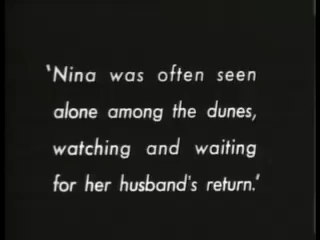 ‘Nina was often seen
alone among the dunes,
watching and waiting
for her husband's return.’